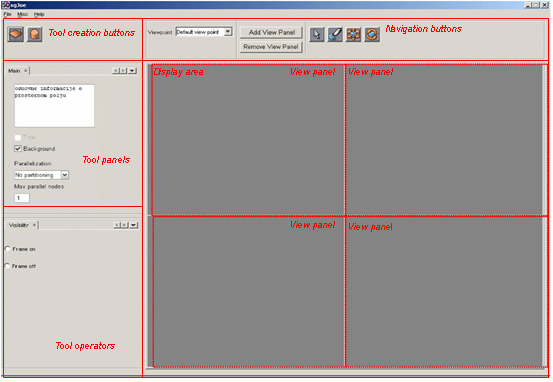 ugJoe
File Misc Help
Tool creation buttons
Viewpoint Default view point
Add View Panel
Remove View Panel
Navigation buttons
Main
osnovne informacije o
prostornom polju
Background
Tool panels
Parallelization
No partitioning
Max parallel nodes
1
Visibility
Frame on
Frame off
Tool operators
Display area View panel
View panel
View panel
View panel